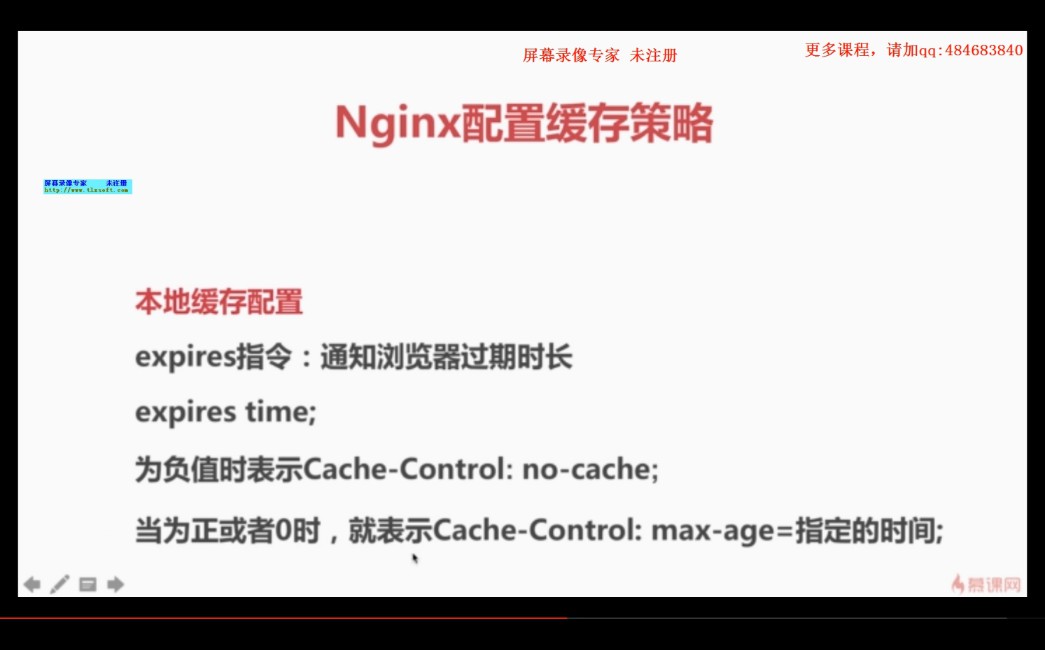 屏幕录像专家 未注册
更多课程，请加qq:484683840
Nginx配置缓存策略
屏幕录像专家 未注册
http://www.tlxsoft.com
本地缓存配置
expires指令：通知浏览器过期时长
expires time;
为负值时表示Cache-Control: no-cache;
当为正或者0时，就表示Cache-Control: max-age=指定的时间;
慕课网